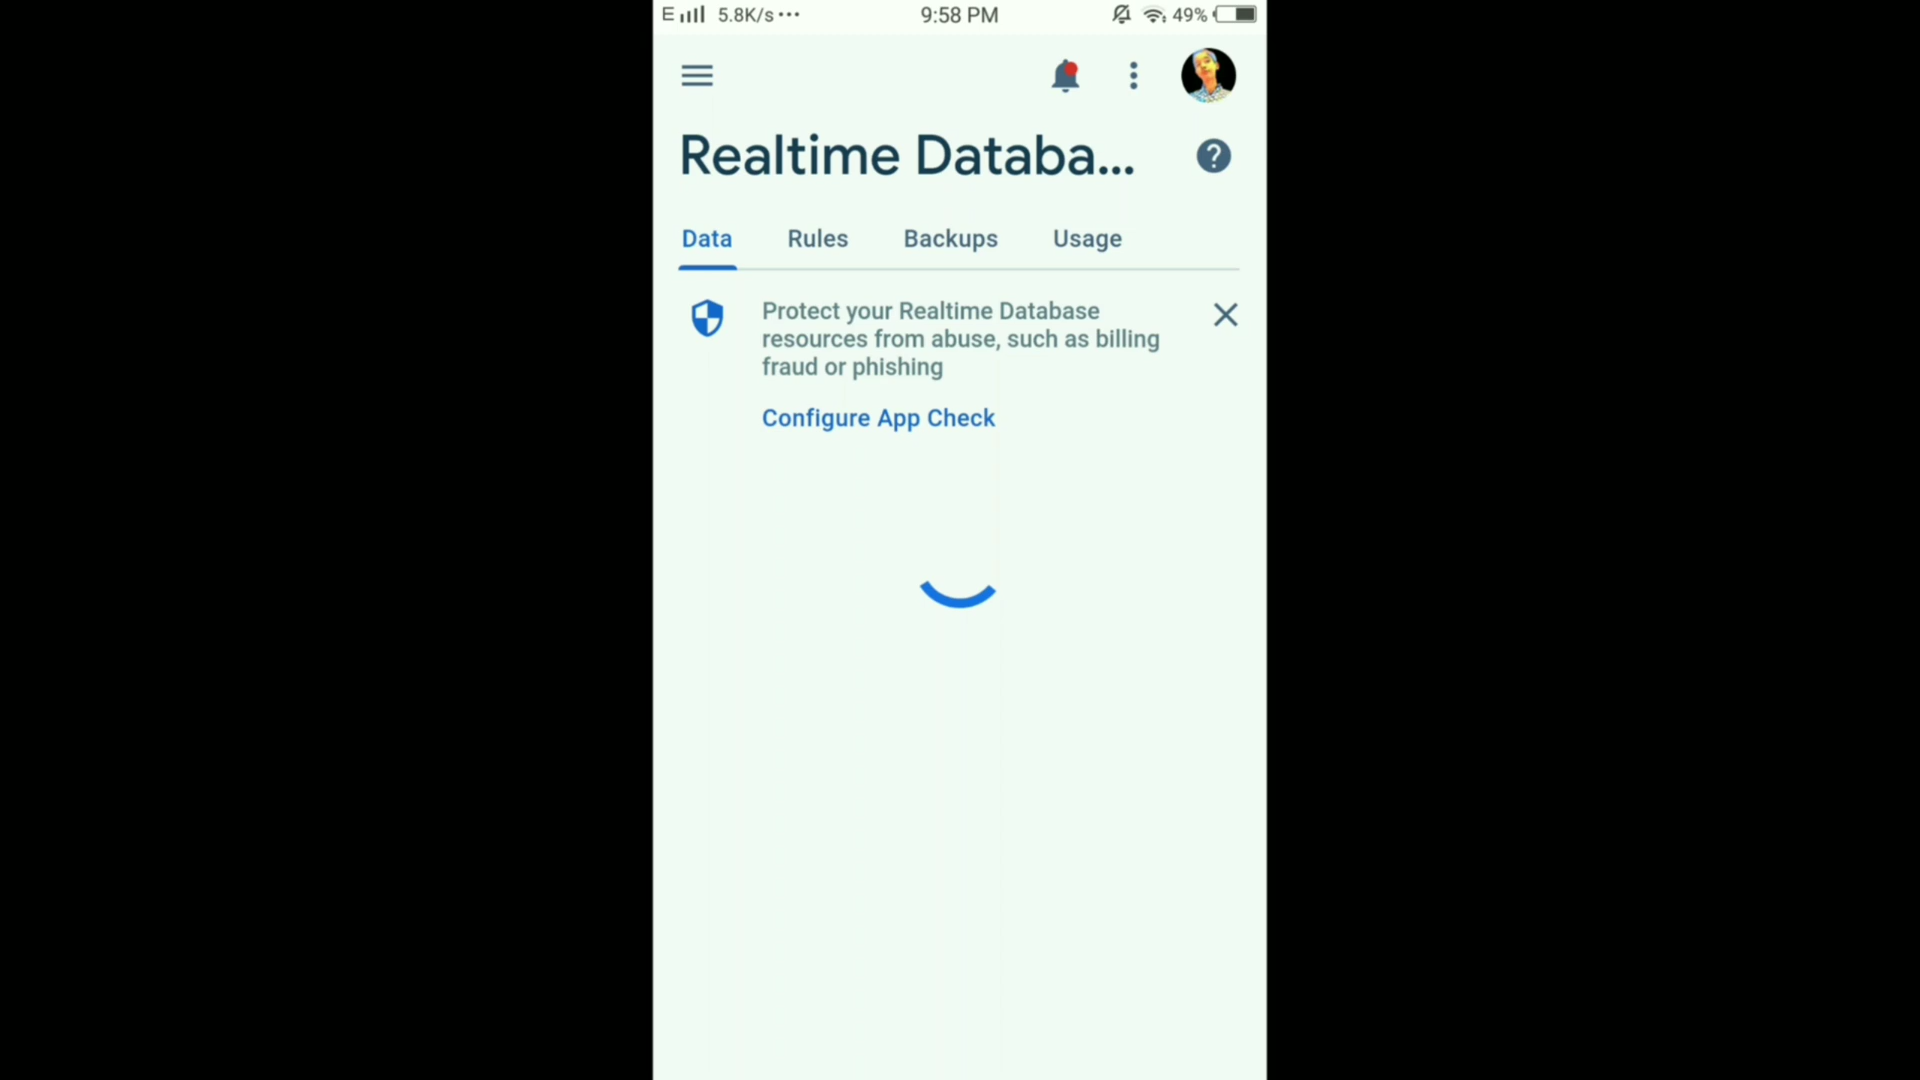 E 5.8K/s ... 9:58 PM 49%
Realtime Databa...
Data Rules Backups Usage
Protect your Realtime Database
resources from abuse, such as billing
fraud or phishing
Configure App Check